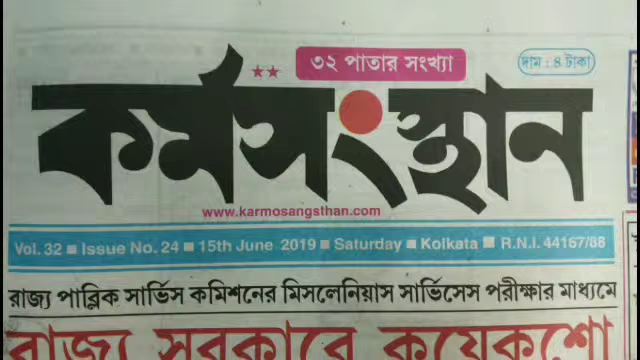 ৩২ পাতার সংখ্যা
দাম : ৪ টাকা
কর্মসংস্থান
www.karmosangsthan.com
Vol. 32 ■ Issue No. 24 ■ 15th June 2019 ■ Saturday ■ Kolkata ■ R.N.I. 44167/86
রাজ্য পাব্লিক সার্ভিস কমিশনের মিসলেনিয়াস সার্ভিসেস পরীক্ষার মাধ্যমে
রাজ্য সরকারে কয়েকশো